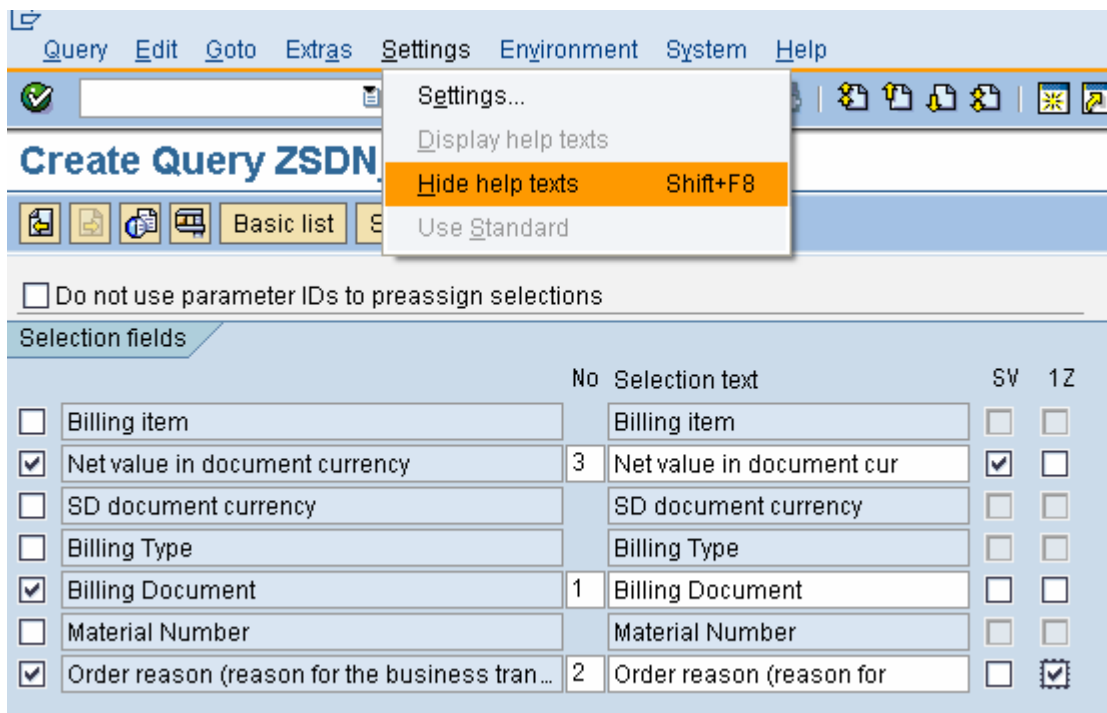 Query Edit Goto Extras Settings Environment System Help
Settings...
Display help texts
Create Query ZSDN
Hide help texts Shift+F8
Basic list S Use Standard
Do not use parameter IDs to preassign selections
Selection fields
No Selection text SV 1Z
Billing item Billing item
Net value in document currency 3 Net value in document cur
SD document currency SD document currency
Billing Type Billing Type
Billing Document 1 Billing Document
Material Number Material Number
Order reason (reason for the business tran... 2 Order reason (reason for